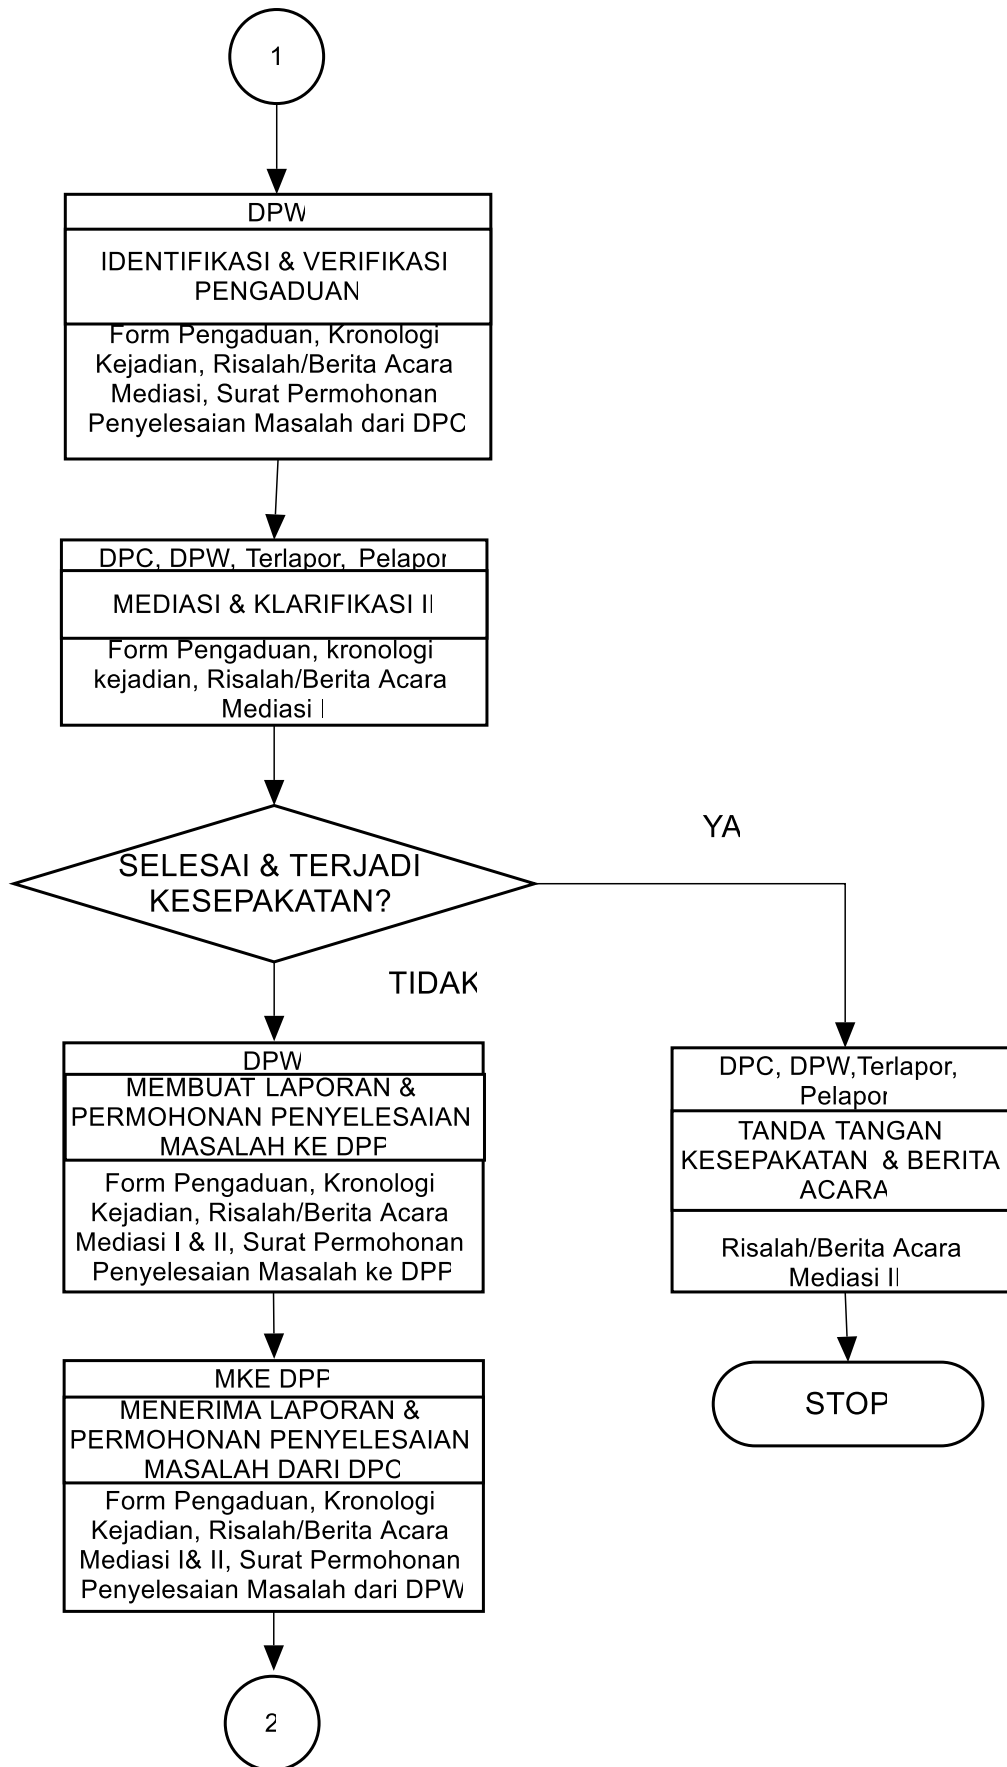 1
DPW
IDENTIFIKASI & VERIFIKASI
PENGADUAN
Form Pengaduan, Kronologi
Kejadian, Risalah/Berita Acara
Mediasi, Surat Permohonan
Penyelesaian Masalah dari DPC
DPC, DPW, Terlapor, Pelapor
MEDIASI & KLARIFIKASI II
Form Pengaduan, kronologi
kejadian, Risalah/Berita Acara
Mediasi I
SELESAI & TERJADI
KESEPAKATAN?
YA
TIDAK
DPW
MEMBUAT LAPORAN &
PERMOHONAN PENYELESAIAN
MASALAH KE DPP
Form Pengaduan, Kronologi
Kejadian, Risalah/Berita Acara
Mediasi I & II, Surat Permohonan
Penyelesaian Masalah ke DPP
DPC, DPW,Terlapor,
Pelapor
TANDA TANGAN
KESEPAKATAN & BERITA
ACARA
Risalah/Berita Acara
Mediasi II
STOP
MKE DPP
MENERIMA LAPORAN &
PERMOHONAN PENYELESAIAN
MASALAH DARI DPC
Form Pengaduan, Kronologi
Kejadian, Risalah/Berita Acara
Mediasi I& II, Surat Permohonan
Penyelesaian Masalah dari DPW
2